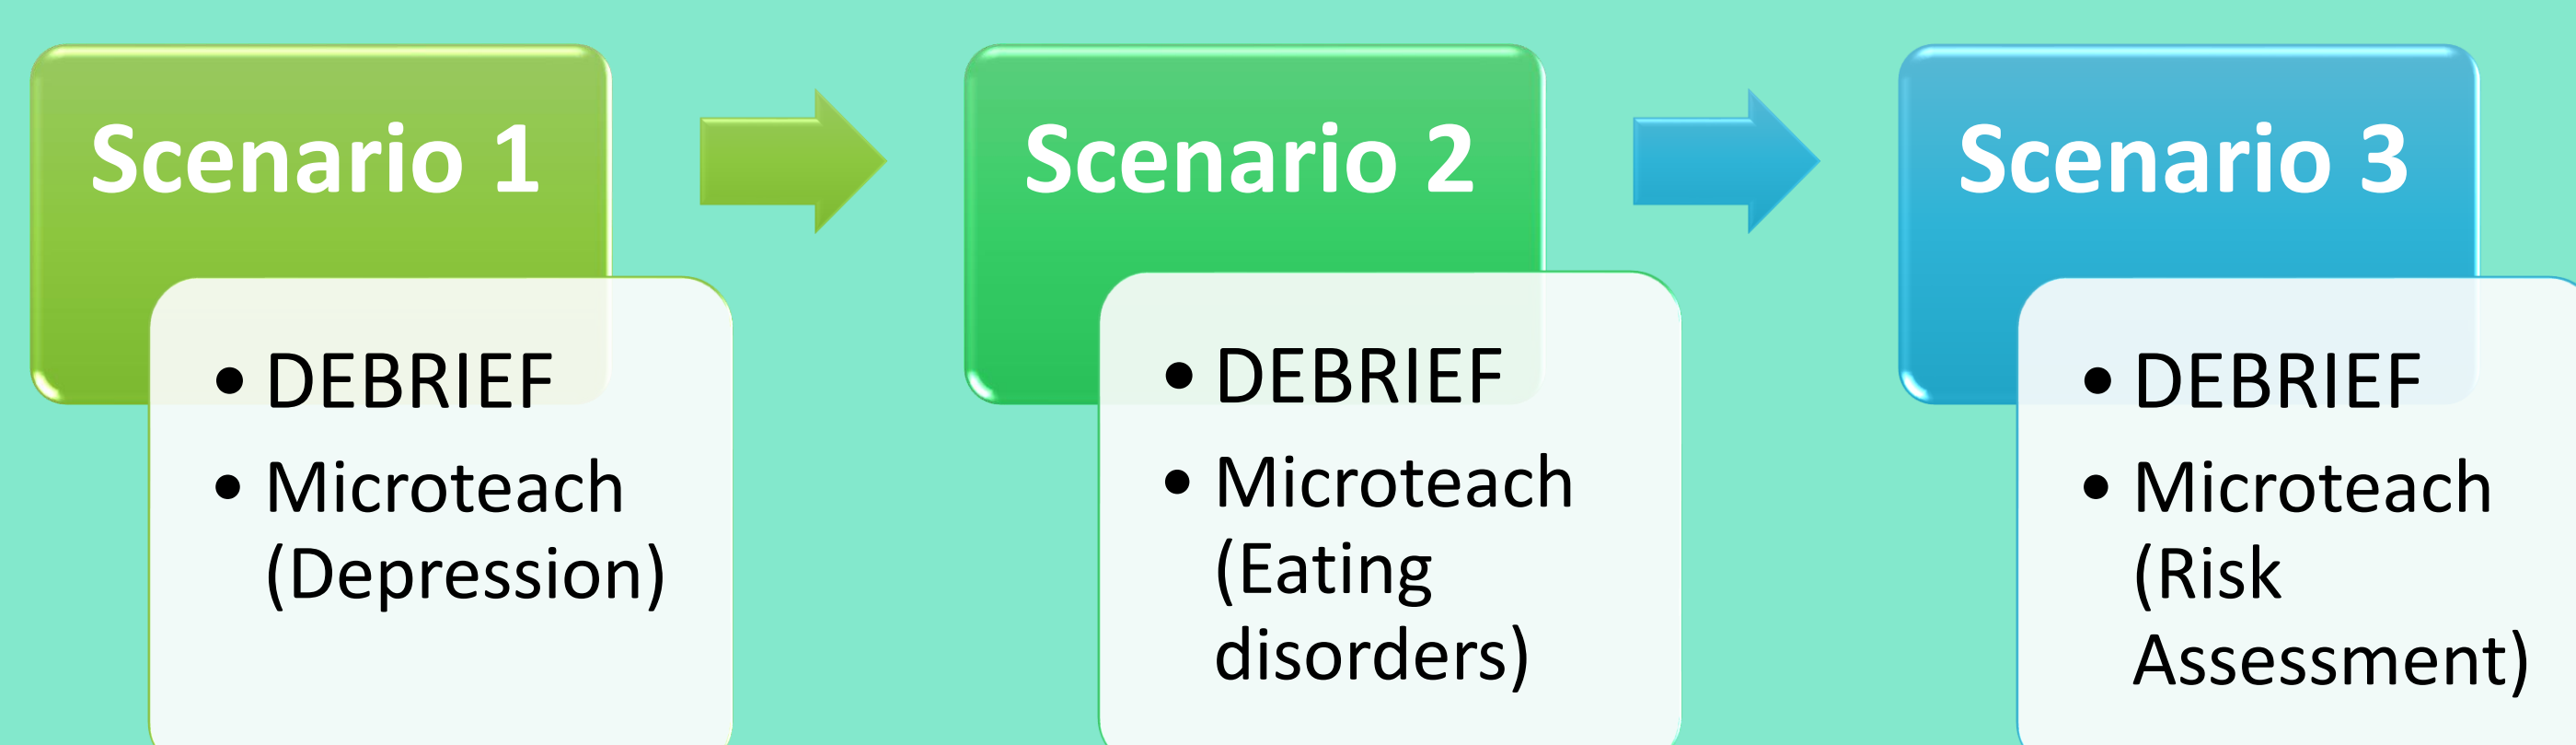 Scenario 1
• DEBRIEF
• Microteach
(Depression)
Scenario 2
• DEBRIEF
• Microteach
(Eating
disorders)
Scenario 3
• DEBRIEF
• Microteach
(Risk
Assessment)